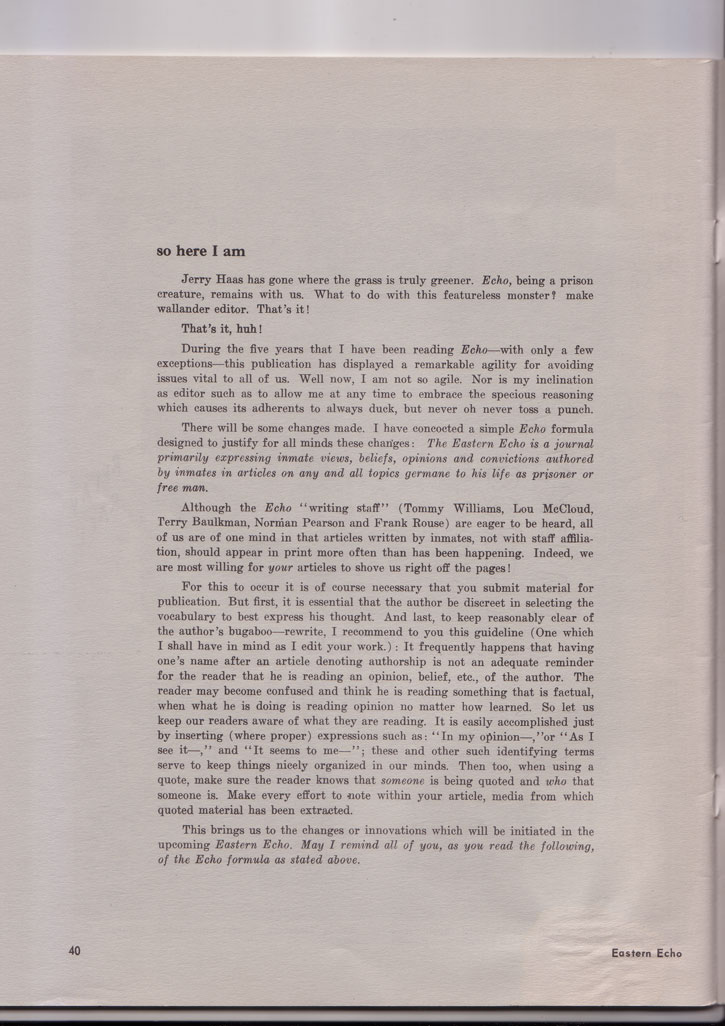 so here I am
Jerry Haas has gone where the grass is truly greener. Echo, being a prison
creature, remains with us. What to do with this featureless monster? make
wallander editor. That's it!
That's it, huh!
During the five years that I have been reading Echo—with only a few
exceptions—this publication has displayed a remarkable agility for avoiding
issues vital to all of us. Well now, I am not so agile. Nor is my inclination
as editor such as to allow me at any time to embrace the specious reasoning
which causes its adherents to always duck, but never oh never toss a punch.
There will be some changes made. I have concocted a simple Echo formula
designed to justify for all minds these changes: The Eastern Echo is a journal
primarily expressing inmate views, beliefs, opinions and convictions authored
by inmates in articles on any and all topics germane to his life as prisoner or
free man.
Although the Echo "writing staff" (Tommy Williams, Lou McCloud,
Terry Baulkman, Norman Pearson and Frank Rouse) are eager to be heard, all
of us are of one mind in that articles written by inmates, not with staff affilia-
tion, should appear in print more often than has been happening. Indeed, we
are most willing for your articles to shove us right off the pages!
For this to occur it is of course necessary that you submit material for
publication. But first, it is essential that the author be discreet in selecting the
vocabulary to best express his thought. And last, to keep reasonably clear of
the author's bugaboo—rewrite, I recommend to you this guideline (One which
I shall have in mind as I edit your work.): It frequently happens that having
one's name after an article denoting authorship is not an adequate reminder
for the reader that he is reading an opinion, belief, etc., of the author. The
reader may become confused and think he is reading something that is factual,
when what he is doing is reading opinion no matter how learned. So let us
keep our readers aware of what they are reading. It is easily accomplished just
by inserting (where proper) expressions such as: "In my opinion—,"or "As I
see it—," and "It seems to me—"; these and other such identifying terms
serve to keep things nicely organized in our minds. Then too, when using a
quote, make sure the reader knows that someone is being quoted and who that
someone is. Make every effort to note within your article, media from which
quoted material has been extracted.
This brings us to the changes or innovations which will be initiated in the
upcoming Eastern Echo. May I remind all of you, as you read the following,
of the Echo formula as stated above.
40
Eastern Echo